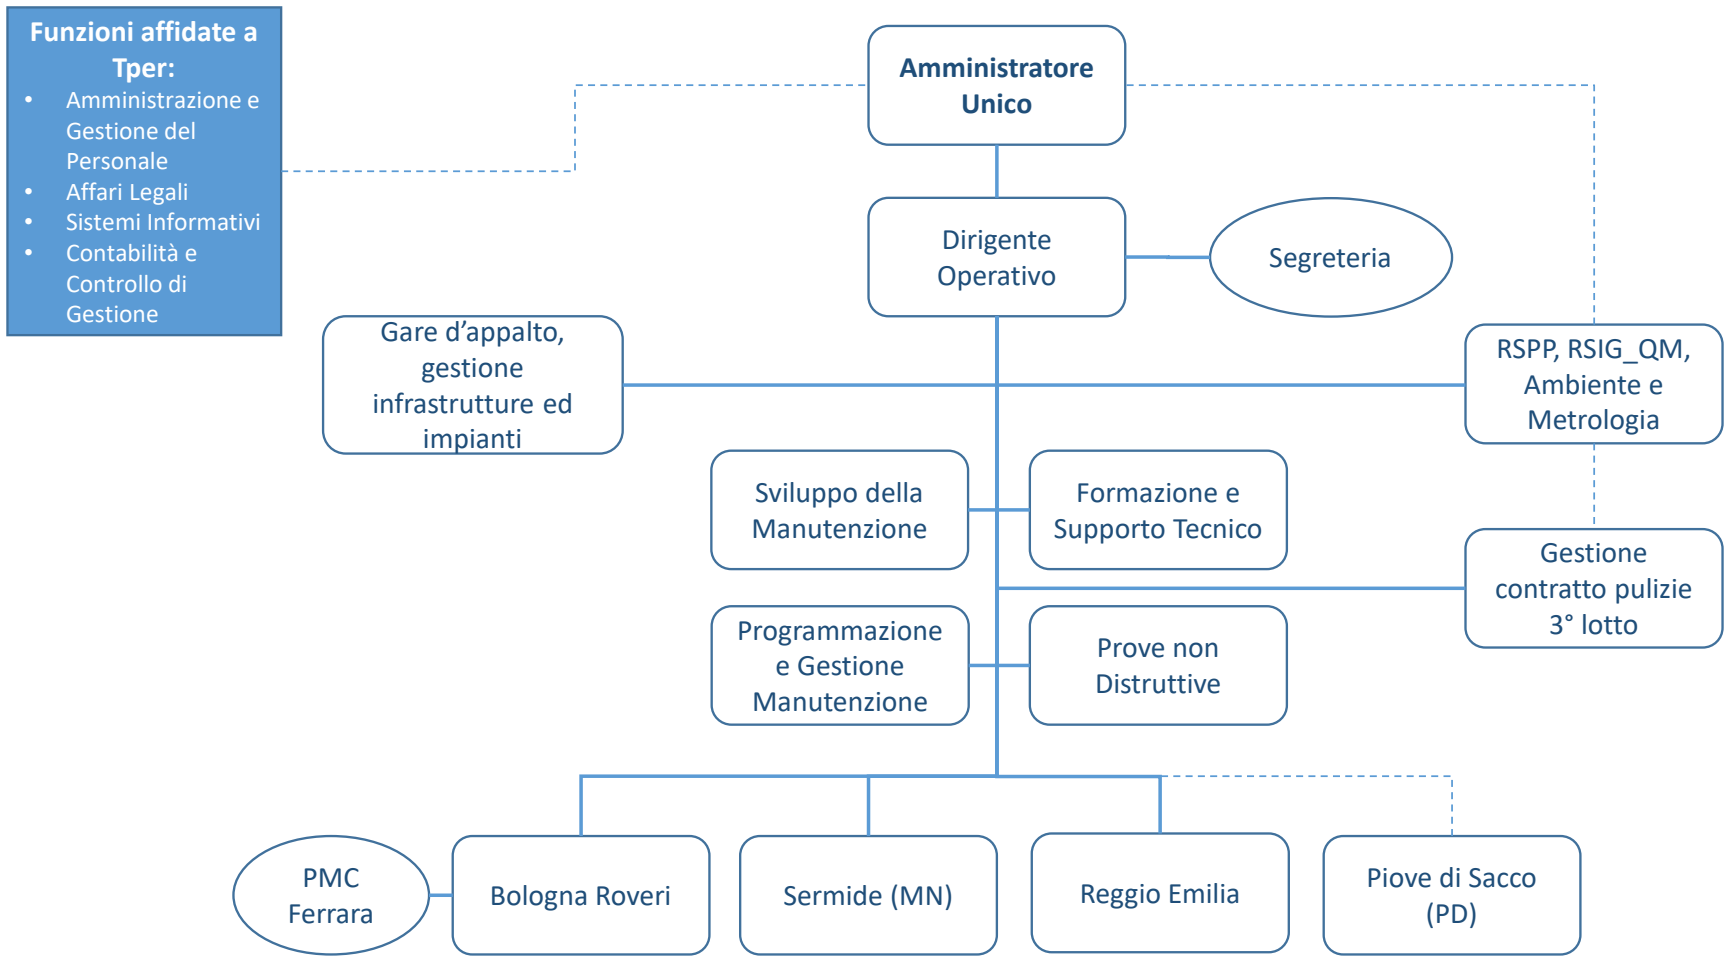 Funzioni affidate a
Tper:
• Amministrazione e
Gestione del
Personale
• Affari Legali
• Sistemi Informativi
• Contabilità e
Controllo di
Gestione
Amministratore
Unico
Dirigente
Operativo
Segreteria
Gare d’appalto,
gestione
infrastrutture ed
impianti
RSPP, RSIG_QM,
Ambiente e
Metrologia
Sviluppo della
Manutenzione
Formazione e
Supporto Tecnico
Gestione
contratto pulizie
3° lotto
Programmazione
e Gestione
Manutenzione
Prove non
Distruttive
PMC
Ferrara
Bologna Roveri
Sermide (MN)
Reggio Emilia
Piove di Sacco
(PD)